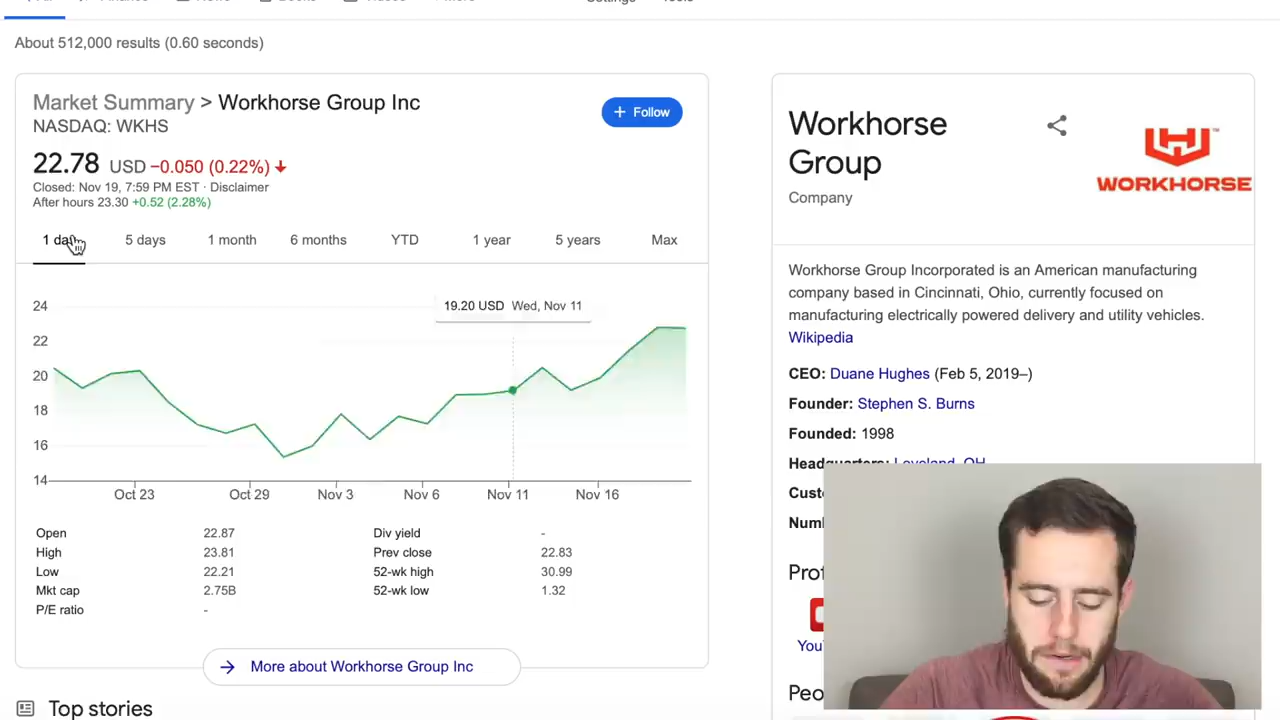 About 512,000 results (0.60 seconds)
Market Summary > Workhorse Group Inc
NASDAQ: WKHS
+ Follow
22.78 USD −0.050 (0.22%)
Closed: Nov 19, 7:59 PM EST · Disclaimer
After hours 23.30 +0.52 (2.28%)
1 day
5 days
1 month
6 months
YTD
1 year
5 years
Max
19.20 USD Wed, Nov 11
24
22
20
18
16
14
Oct 23
Oct 29
Nov 3
Nov 6
Nov 11
Nov 16
Open 22.87
High 23.81
Low 22.21
Mkt cap 2.75B
P/E ratio -
Div yield -
Prev close 22.83
52-wk high 30.99
52-wk low 1.32
More about Workhorse Group Inc
Top stories
Workhorse
Group
Company
WORKHORSE
Workhorse Group Incorporated is an American manufacturing
company based in Cincinnati, Ohio, currently focused on
manufacturing electrically powered delivery and utility vehicles.
Wikipedia
CEO: Duane Hughes (Feb 5, 2019–)
Founder: Stephen S. Burns
Founded: 1998
Headquarters: Loveland, OH